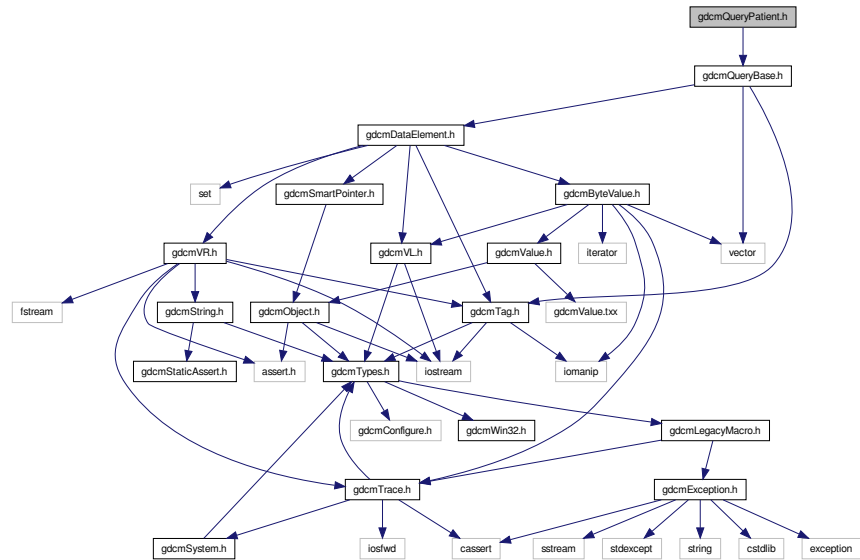 gdcmQueryPatient.h
gdcmQueryBase.h
gdcmDataElement.h
set
gdcmSmartPointer.h
gdcmByteValue.h
gdcmVR.h
gdcmVL.h
gdcmValue.h
iterator
vector
fstream
gdcmString.h
gdcmObject.h
gdcmTag.h
gdcmValue.txx
gdcmStaticAssert.h
assert.h
gdcmTypes.h
iostream
iomanip
gdcmConfigure.h
gdcmWin32.h
gdcmLegacyMacro.h
gdcmTrace.h
gdcmException.h
gdcmSystem.h
iosfwd
cassert
sstream
stdexcept
string
cstdlib
exception